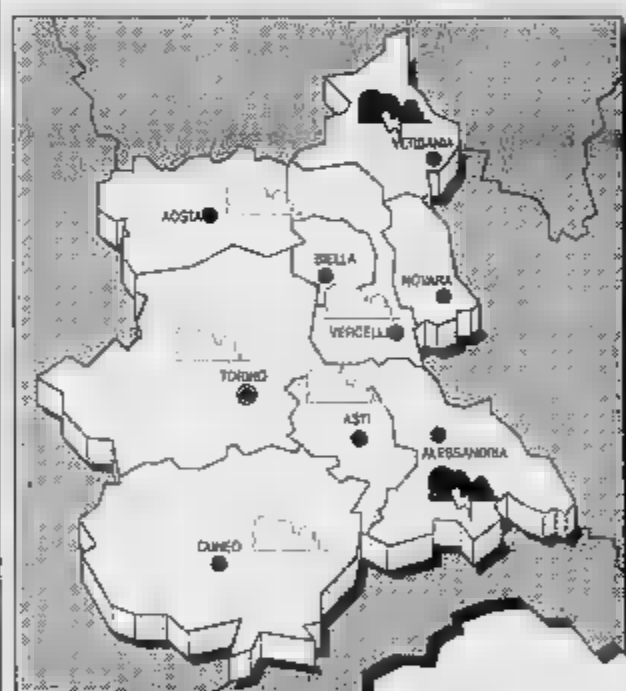 VERBANIA
AOSTA
BIELLA
NOVARA
VERCELLI
TORINO
ASTI
ALESSANDRIA
CUNEO